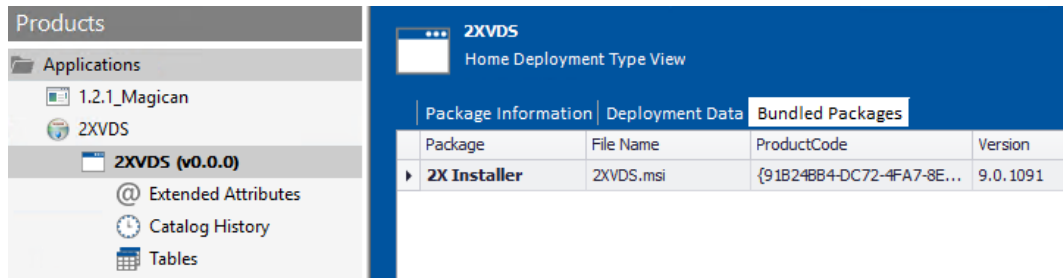 Products
Applications
1.2.1_Magican
2XVDS
2XVDS (v0.0.0)
Extended Attributes
Catalog History
Tables
2XVDS
Home Deployment Type View
Package Information Deployment Data Bundled Packages
Package File Name ProductCode Version
2X Installer 2XVDS.msi {91B24BB4-DC72-4FA7-8E... 9.0.1091